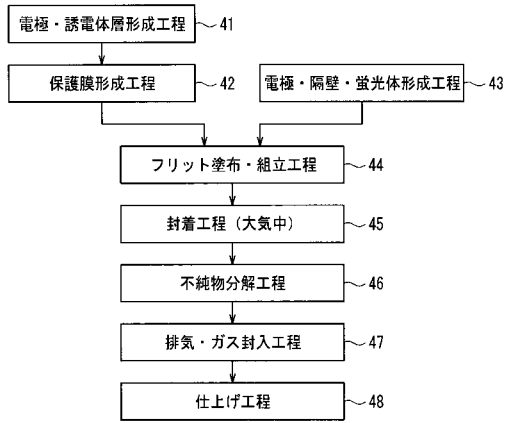 電極・誘電体層形成工程 41
保護膜形成工程 42
電極・隔壁・蛍光体形成工程 43
フリット塗布・組立工程 44
封着工程（大気中） 45
不純物分解工程 46
排気・ガス封入工程 47
仕上げ工程 48